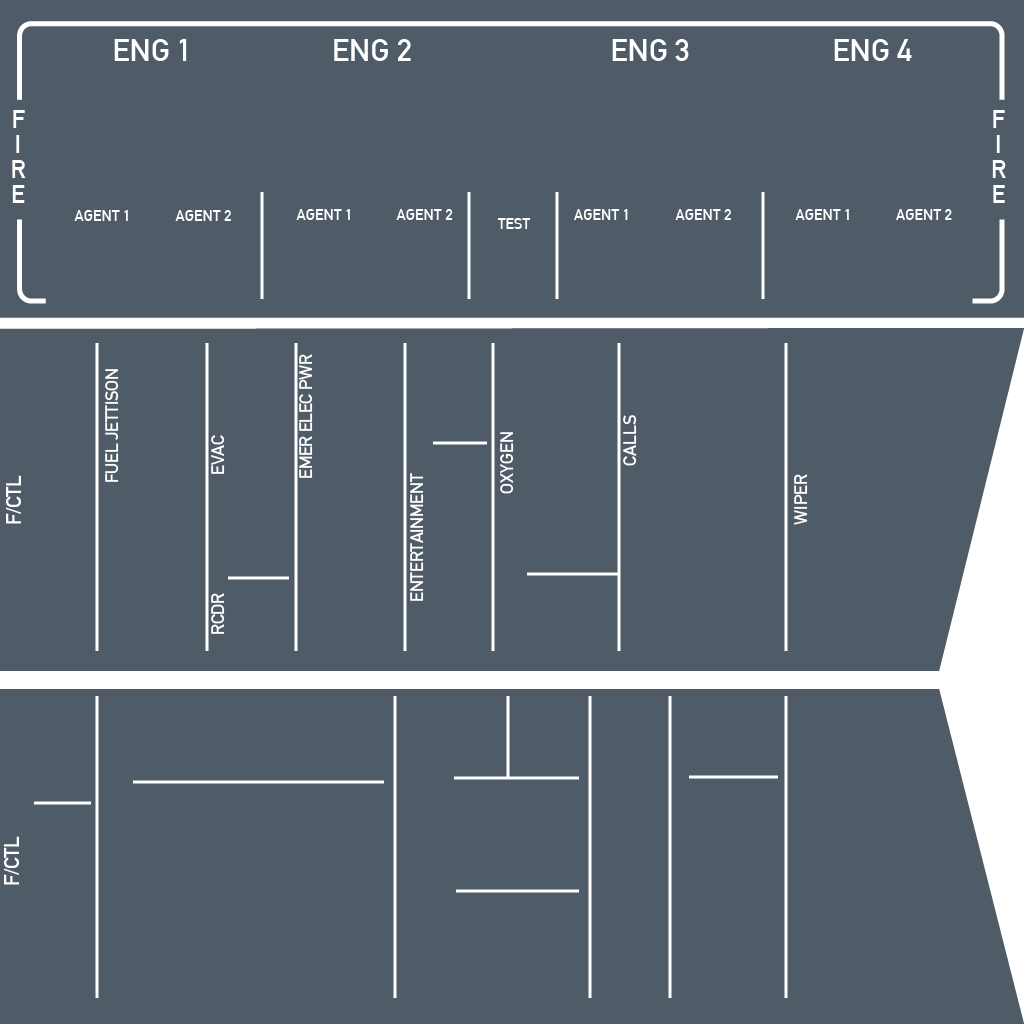 ENG 1 ENG 2 ENG 3 ENG 4
FIRE FIRE
AGENT 1 AGENT 2 AGENT 1 AGENT 2 TEST AGENT 1 AGENT 2 AGENT 1 AGENT 2
F/CTL
FUEL JETTISON
EVAC
RCDR
EMER ELEC PWR
ENTERTAINMENT
OXYGEN
CALLS
WIPER
F/CTL